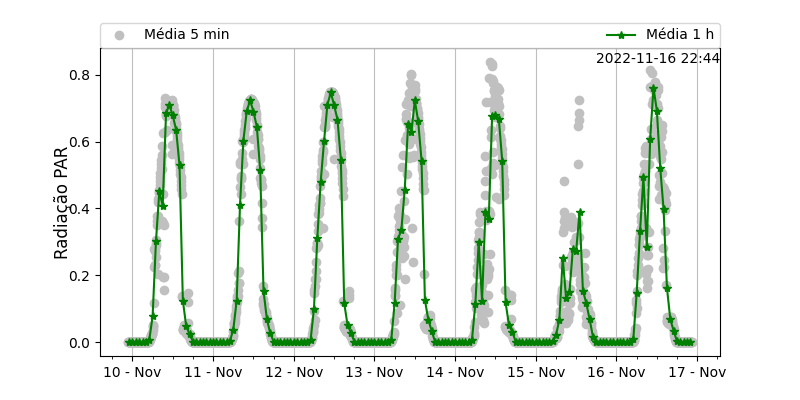 Média 5 min
Média 1 h
2022-11-16 22:44
Radiação PAR
0.8
0.6
0.4
0.2
0.0
10 - Nov
11 - Nov
12 - Nov
13 - Nov
14 - Nov
15 - Nov
16 - Nov
17 - Nov